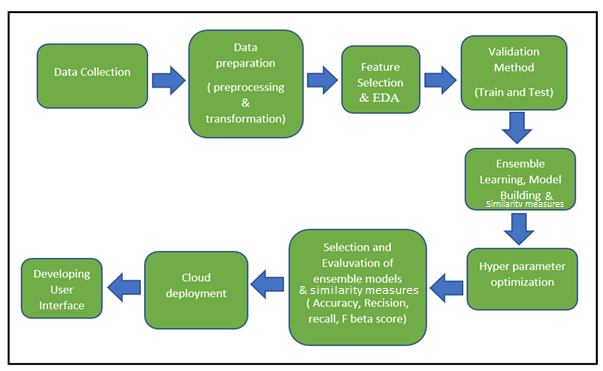 Data Collection
Data
preparation
( preprocessing
&
transformation)
Feature
Selection
& EDA
Validation
Method
(Train and Test)
Ensemble
Learning, Model
Building &
Similarity measures
Hyper parameter
optimization
Selection and
Evaluvation of
ensemble models
& similarity measures
( Accuracy, Recision,
recall, F beta score)
Cloud
deployment
Developing
User
Interface